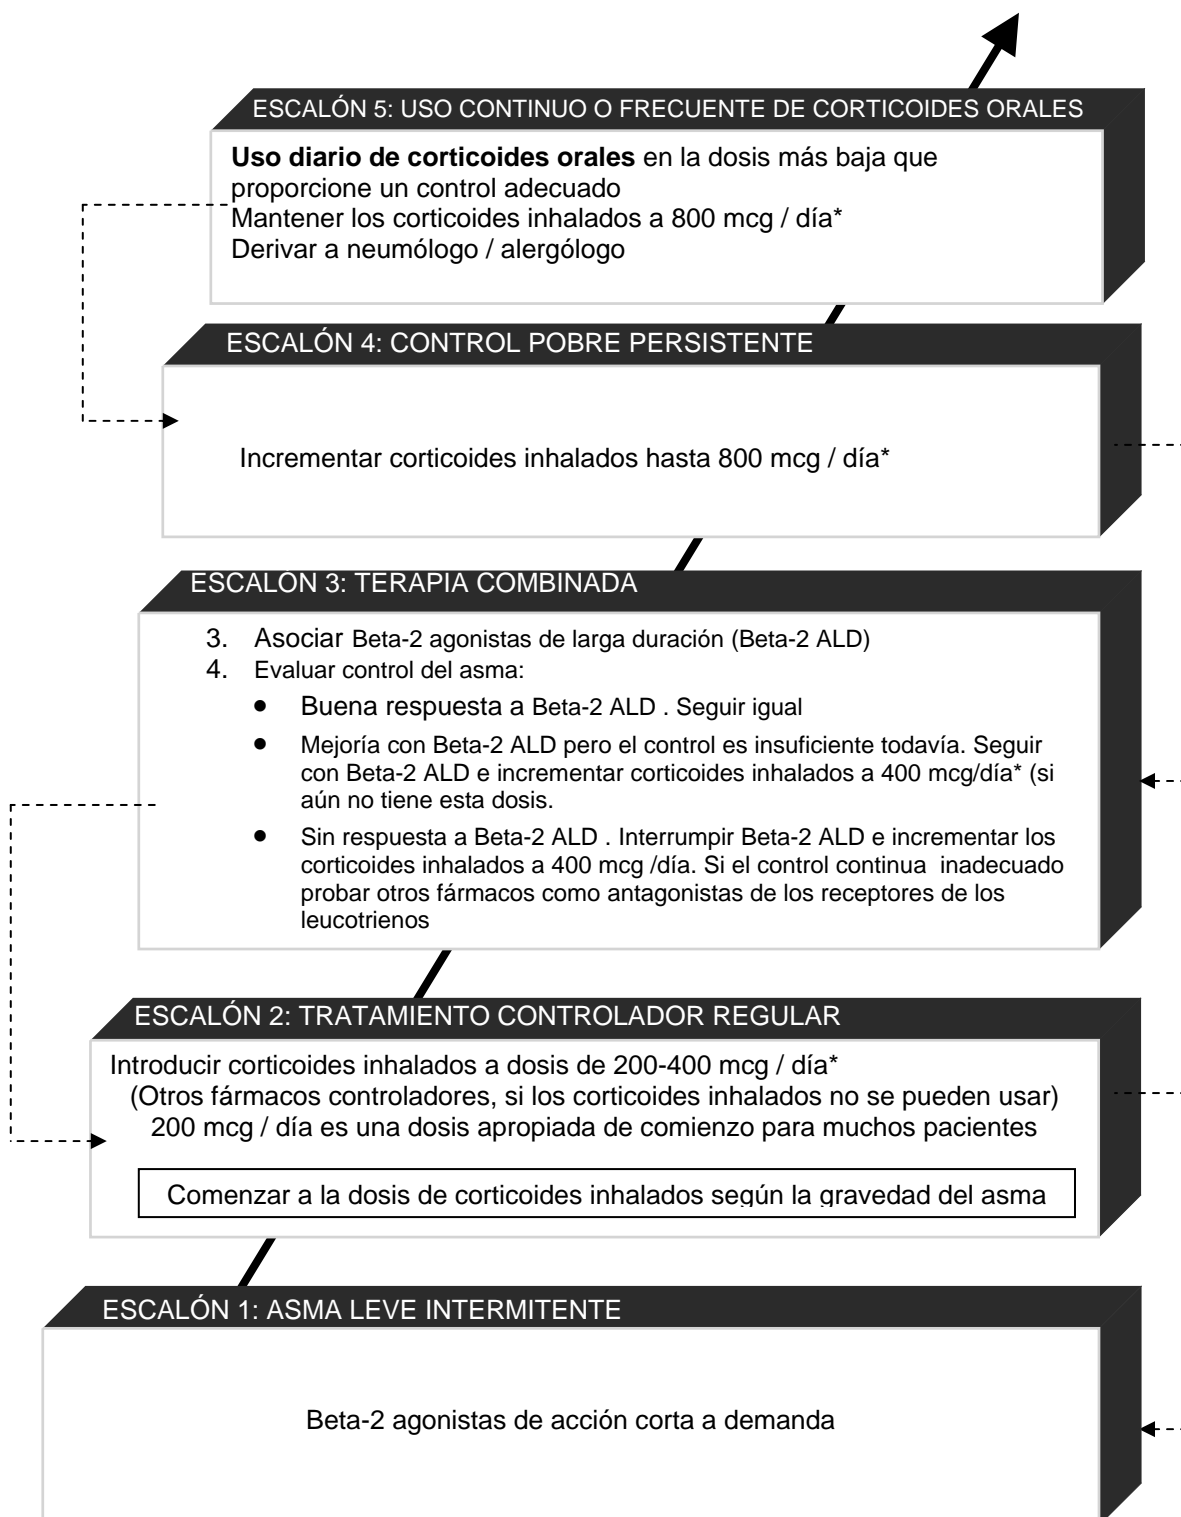 ESCALÓN 5: USO CONTINUO O FRECUENTE DE CORTICOIDES ORALES
Uso diario de corticoides orales en la dosis más baja que
proporcione un control adecuado
Mantener los corticoides inhalados a 800 mcg / día*
Derivar a neumólogo / alergólogo
ESCALÓN 4: CONTROL POBRE PERSISTENTE
Incrementar corticoides inhalados hasta 800 mcg / día*
ESCALÓN 3: TERAPIA COMBINADA
3. Asociar Beta-2 agonistas de larga duración (Beta-2 ALD)
4. Evaluar control del asma:
• Buena respuesta a Beta-2 ALD . Seguir igual
• Mejoría con Beta-2 ALD pero el control es insuficiente todavía. Seguir
con Beta-2 ALD e incrementar corticoides inhalados a 400 mcg/día* (si
aún no tiene esta dosis.
• Sin respuesta a Beta-2 ALD . Interrumpir Beta-2 ALD e incrementar los
corticoides inhalados a 400 mcg /día. Si el control continua inadecuado
probar otros fármacos como antagonistas de los receptores de los
leucotrienos
ESCALÓN 2: TRATAMIENTO CONTROLADOR REGULAR
Introducir corticoides inhalados a dosis de 200-400 mcg / día*
(Otros fármacos controladores, si los corticoides inhalados no se pueden usar)
200 mcg / día es una dosis apropiada de comienzo para muchos pacientes
Comenzar a la dosis de corticoides inhalados según la gravedad del asma
ESCALÓN 1: ASMA LEVE INTERMITENTE
Beta-2 agonistas de acción corta a demanda